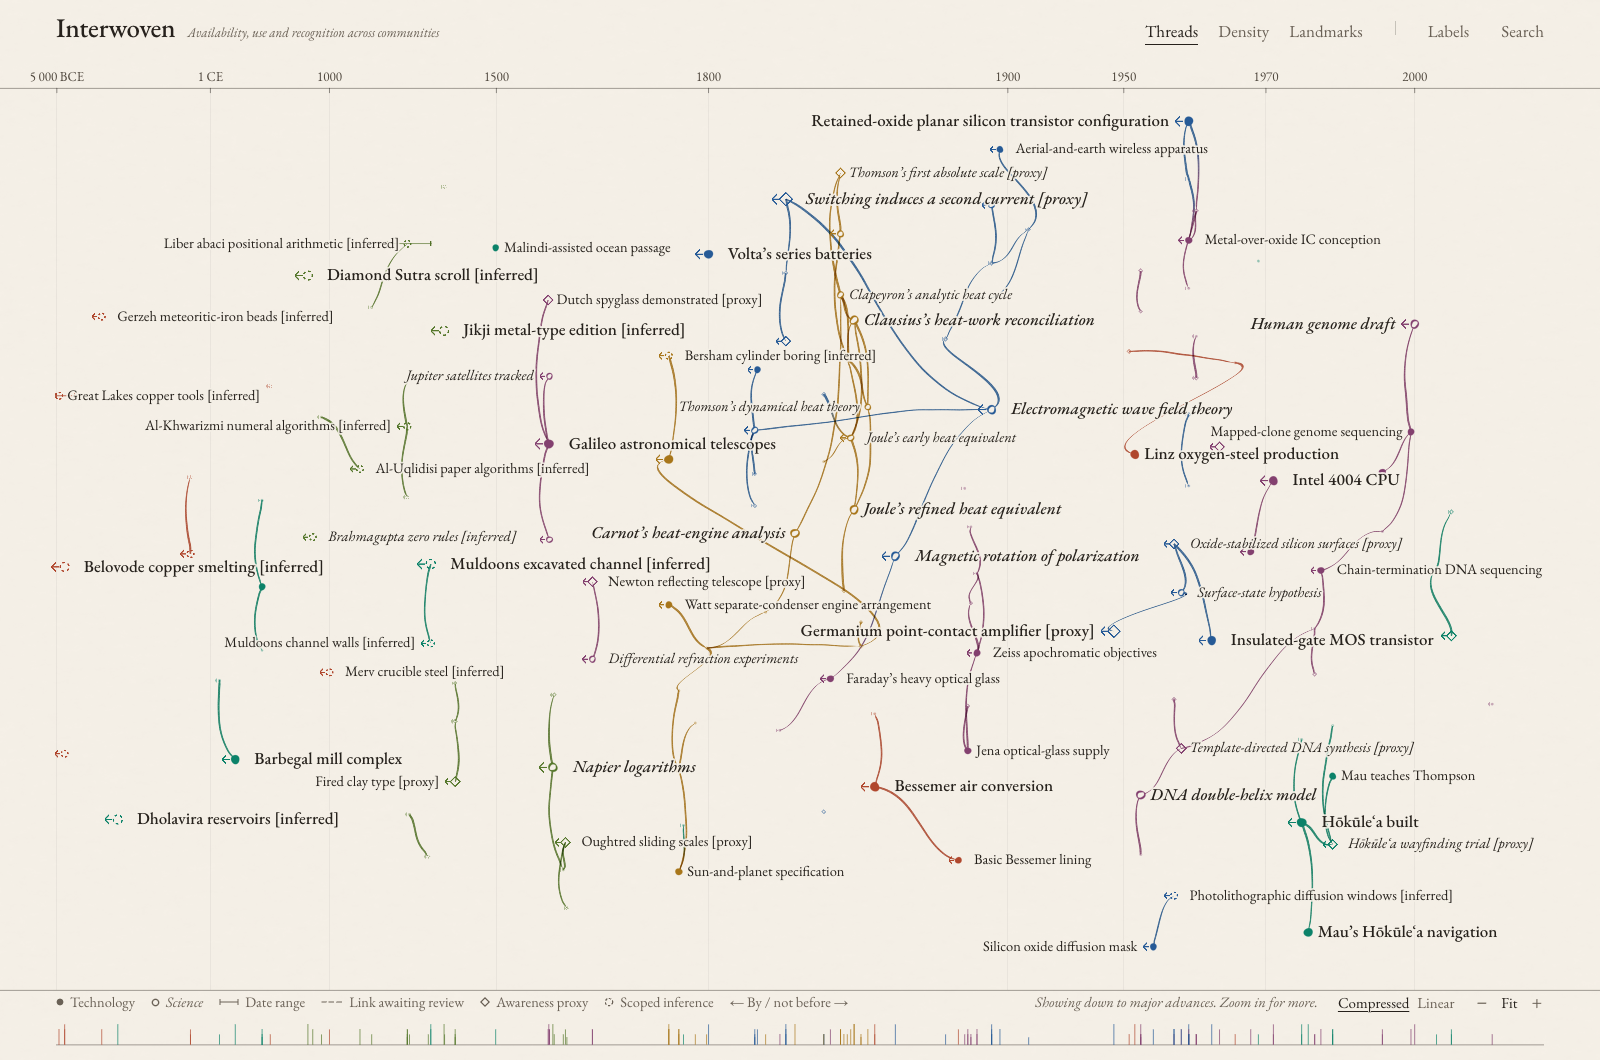 Interwoven
Availability, use and recognition across communities
Threads
Density
Landmarks
Labels
Search
5 000 BCE
1 CE
1000
1500
1800
1900
1950
1970
2000
Retained-oxide planar silicon transistor configuration
Aerial-and-earth wireless apparatus
Thomson’s first absolute scale [proxy]
Switching induces a second current [proxy]
Liber abaci positional arithmetic [inferred]
Malindi-assisted ocean passage
Volta’s series batteries
Metal-over-oxide IC conception
Diamond Sutra scroll [inferred]
Dutch spyglass demonstrated [proxy]
Clapeyron’s analytic heat cycle
Gerzeh meteoritic-iron beads [inferred]
Jikji metal-type edition [inferred]
Clausius’s heat-work reconciliation
Human genome draft
Bersham cylinder boring [inferred]
Jupiter satellites tracked
Great Lakes copper tools [inferred]
Thomson’s dynamical heat theory
Electromagnetic wave field theory
Al-Khwarizmi numeral algorithms [inferred]
Galileo astronomical telescopes
Joule’s early heat equivalent
Mapped-clone genome sequencing
Linz oxygen-steel production
Al-Uqlidisi paper algorithms [inferred]
Intel 4004 CPU
Joule’s refined heat equivalent
Brahmagupta zero rules [inferred]
Carnot’s heat-engine analysis
Oxide-stabilized silicon surfaces [proxy]
Belovode copper smelting [inferred]
Muldoons excavated channel [inferred]
Magnetic rotation of polarization
Chain-termination DNA sequencing
Newton reflecting telescope [proxy]
Surface-state hypothesis
Watt separate-condenser engine arrangement
Germanium point-contact amplifier [proxy]
Insulated-gate MOS transistor
Muldoons channel walls [inferred]
Differential refraction experiments
Zeiss apochromatic objectives
Merv crucible steel [inferred]
Faraday’s heavy optical glass
Barbegal mill complex
Jena optical-glass supply
Template-directed DNA synthesis [proxy]
Fired clay type [proxy]
Napier logarithms
Bessemer air conversion
Mau teaches Thompson
DNA double-helix model
Dholavira reservoirs [inferred]
Hōkūleʻa built
Oughtred sliding scales [proxy]
Hōkūleʻa wayfinding trial [proxy]
Sun-and-planet specification
Basic Bessemer lining
Photolithographic diffusion windows [inferred]
Mau’s Hōkūleʻa navigation
Silicon oxide diffusion mask
Technology
Science
Date range
Link awaiting review
Awareness proxy
Scoped inference
← By / not before →
Showing down to major advances. Zoom in for more.
Compressed
Linear
− Fit +